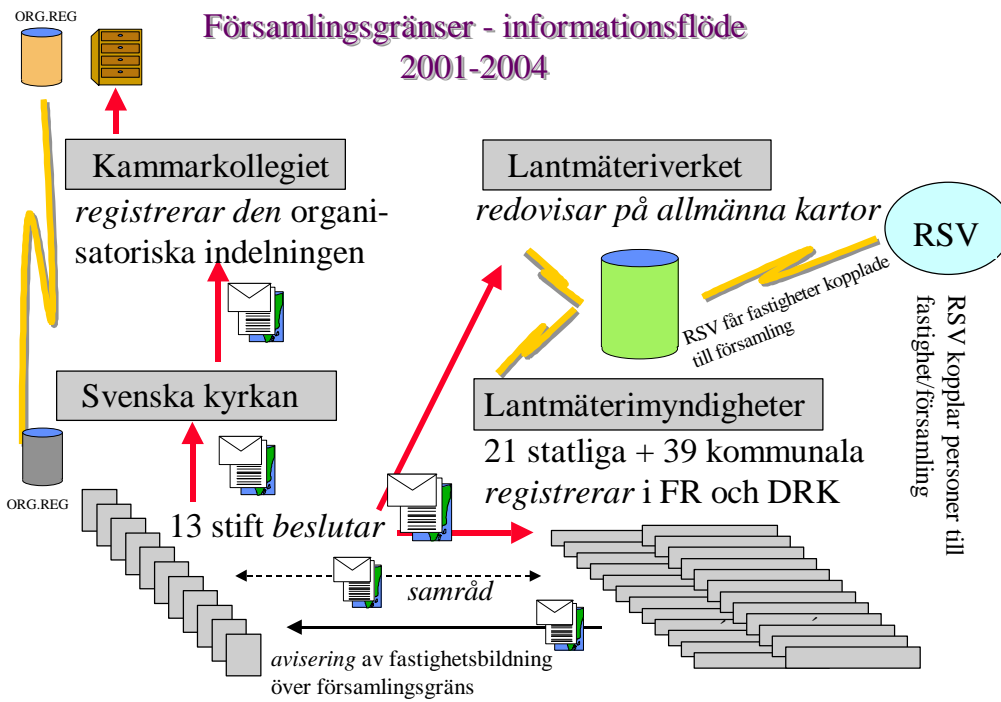 ORG.REG
Församlingsgränser - informationsflöde
2001-2004
Kammarkollegiet
registrerar den organi-
satoriska indelningen
Lantmäteriverket
redovisar på allmänna kartor
RSV
RSV får fastigheter kopplade
till församling
RSV kopplar personer till
fastighet/församling
Svenska kyrkan
Lantmäterimyndigheter
21 statliga + 39 kommunala
registrerar i FR och DRK
ORG.REG
13 stift beslutar
samråd
avisering av fastighetsbildning
över församlingsgräns